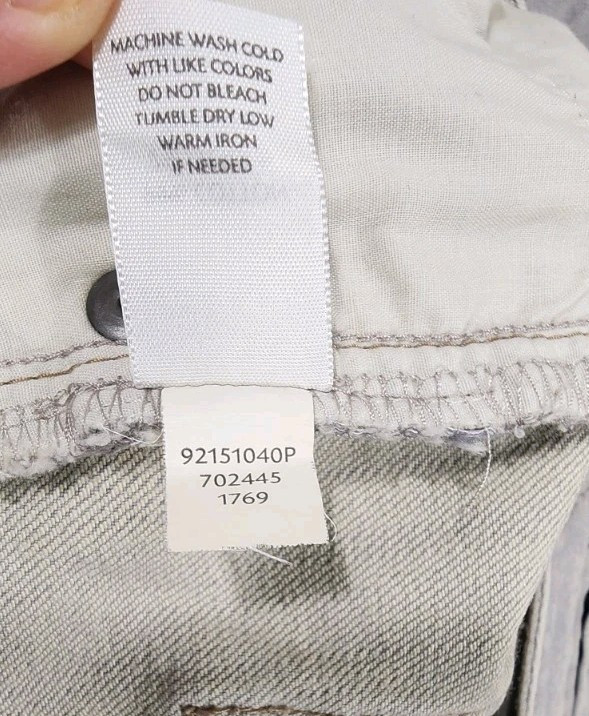 MACHINE WASH COLD
WITH LIKE COLORS
DO NOT BLEACH
TUMBLE DRY LOW
WARM IRON
IF NEEDED
92151040P
702445
1769